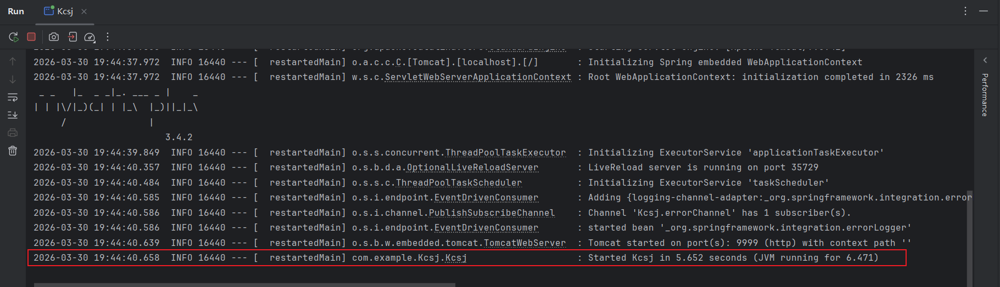 Run
Kcsj
2026-03-30 19:44:37.972  INFO 16440 --- [  restartedMain] o.a.c.c.C.[Tomcat].[localhost].[/]       : Initializing Spring embedded WebApplicationContext
2026-03-30 19:44:37.972  INFO 16440 --- [  restartedMain] w.s.c.ServletWebServerApplicationContext : Root WebApplicationContext: initialization completed in 2326 ms
 _ _   |_  _ _|_. ___ _ |    _
| | |\/|_)(_| | |_\  |_)||_|_\
     /               |
                        3.4.2
2026-03-30 19:44:39.849  INFO 16440 --- [  restartedMain] o.s.s.concurrent.ThreadPoolTaskExecutor  : Initializing ExecutorService 'applicationTaskExecutor'
2026-03-30 19:44:40.357  INFO 16440 --- [  restartedMain] o.s.b.d.a.OptionalLiveReloadServer       : LiveReload server is running on port 35729
2026-03-30 19:44:40.484  INFO 16440 --- [  restartedMain] o.s.s.c.ThreadPoolTaskScheduler          : Initializing ExecutorService 'taskScheduler'
2026-03-30 19:44:40.585  INFO 16440 --- [  restartedMain] o.s.i.endpoint.EventDrivenConsumer       : Adding {logging-channel-adapter:_org.springframework.integration.error
2026-03-30 19:44:40.586  INFO 16440 --- [  restartedMain] o.s.i.channel.PublishSubscribeChannel    : Channel 'Kcsj.errorChannel' has 1 subscriber(s).
2026-03-30 19:44:40.586  INFO 16440 --- [  restartedMain] o.s.i.endpoint.EventDrivenConsumer       : started bean '_org.springframework.integration.errorLogger'
2026-03-30 19:44:40.639  INFO 16440 --- [  restartedMain] o.s.b.w.embedded.tomcat.TomcatWebServer  : Tomcat started on port(s): 9999 (http) with context path ''
2026-03-30 19:44:40.658  INFO 16440 --- [  restartedMain] com.example.Kcsj.Kcsj                    : Started Kcsj in 5.652 seconds (JVM running for 6.471)
Performance